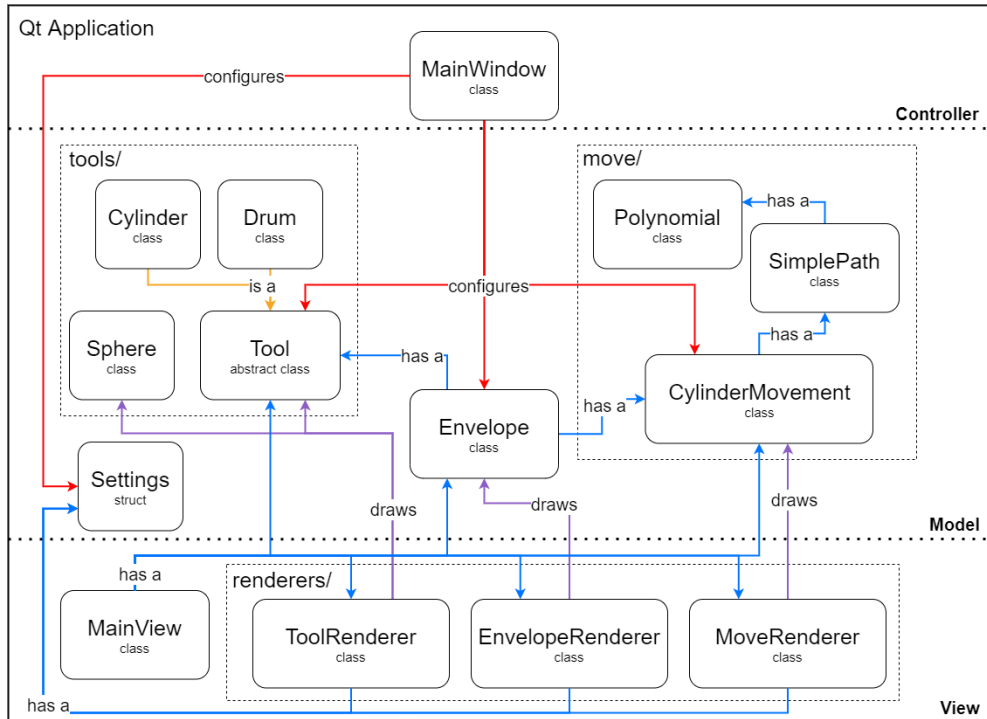 Qt Application
MainWindow
class
configures
Controller
tools/
move/
Cylinder
class
Drum
class
Polynomial
class
has a
SimplePath
class
is a
configures
Sphere
class
Tool
abstract class
has a
has a
CylinderMovement
class
Envelope
class
has a
Settings
struct
draws
draws
draws
Model
has a
renderers/
MainView
class
ToolRenderer
class
EnvelopeRenderer
class
MoveRenderer
class
has a
View